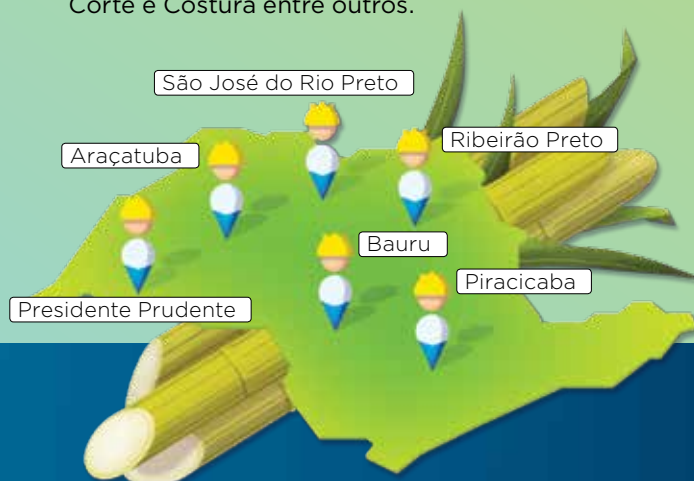 Corte e Costura entre outros.
São José do Rio Preto
Araçatuba
Ribeirão Preto
Bauru
Piracicaba
Presidente Prudente